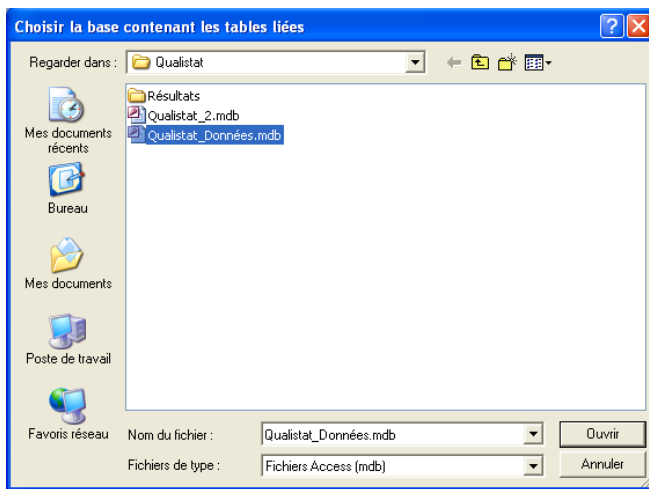 Choisir la base contenant les tables liées
Regarder dans :
Qualistat
Résultats
Qualistat_2.mdb
Qualistat_Données.mdb
Mes documents
récents
Bureau
Mes documents
Poste de travail
Favoris réseau
Nom du fichier :
Qualistat_Données.mdb
Ouvrir
Fichiers de type :
Fichiers Access (mdb)
Annuler